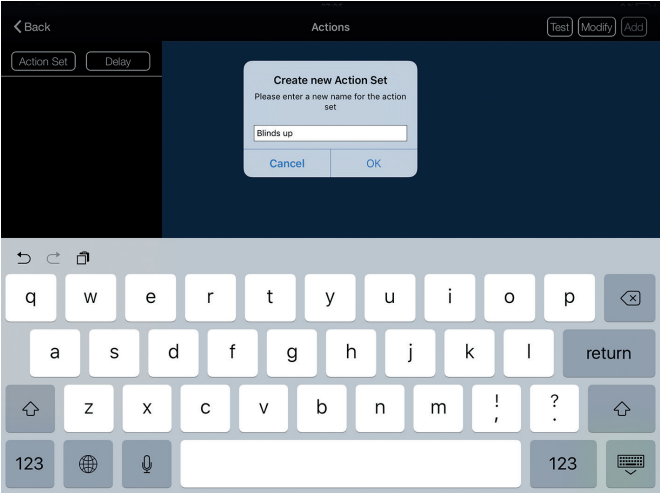 Back
Actions
Test Modify Add
Action Set Delay
Create new Action Set
Please enter a new name for the action
set
Blinds up
Cancel OK
q w e r t y u i o p
a s d f g h j k l return
z x c v b n m ! , ? .
123 123